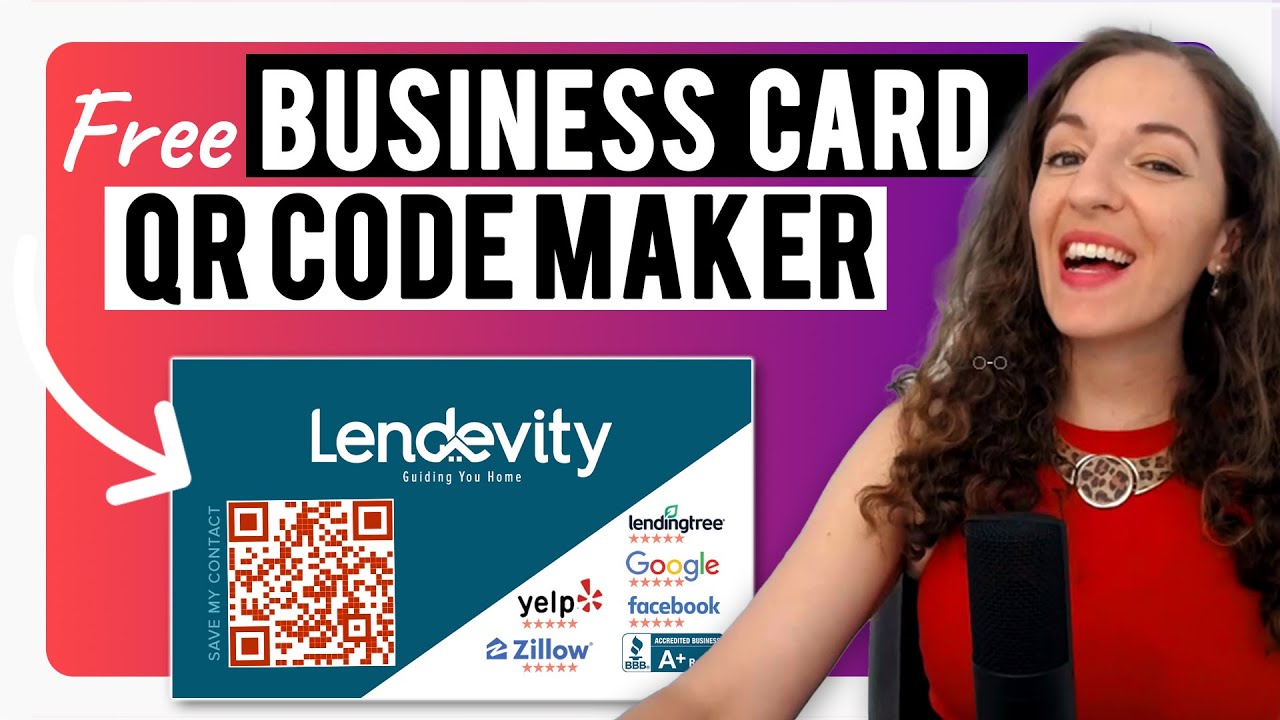 Free BUSINESS CARD
QR CODE MAKER
Lendevity
Guiding You Home
SAVE MY CONTACT
lendingtree
Google
yelp
facebook
Zillow
BBB
ACCREDITED BUSINESS
A+